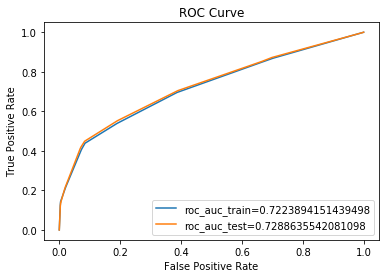 ROC Curve
True Positive Rate
1.0
0.8
0.6
0.4
0.2
0.0
roc_auc_train=0.7223894151439498
roc_auc_test=0.7288635542081098
0.0 0.2 0.4 0.6 0.8 1.0
False Positive Rate